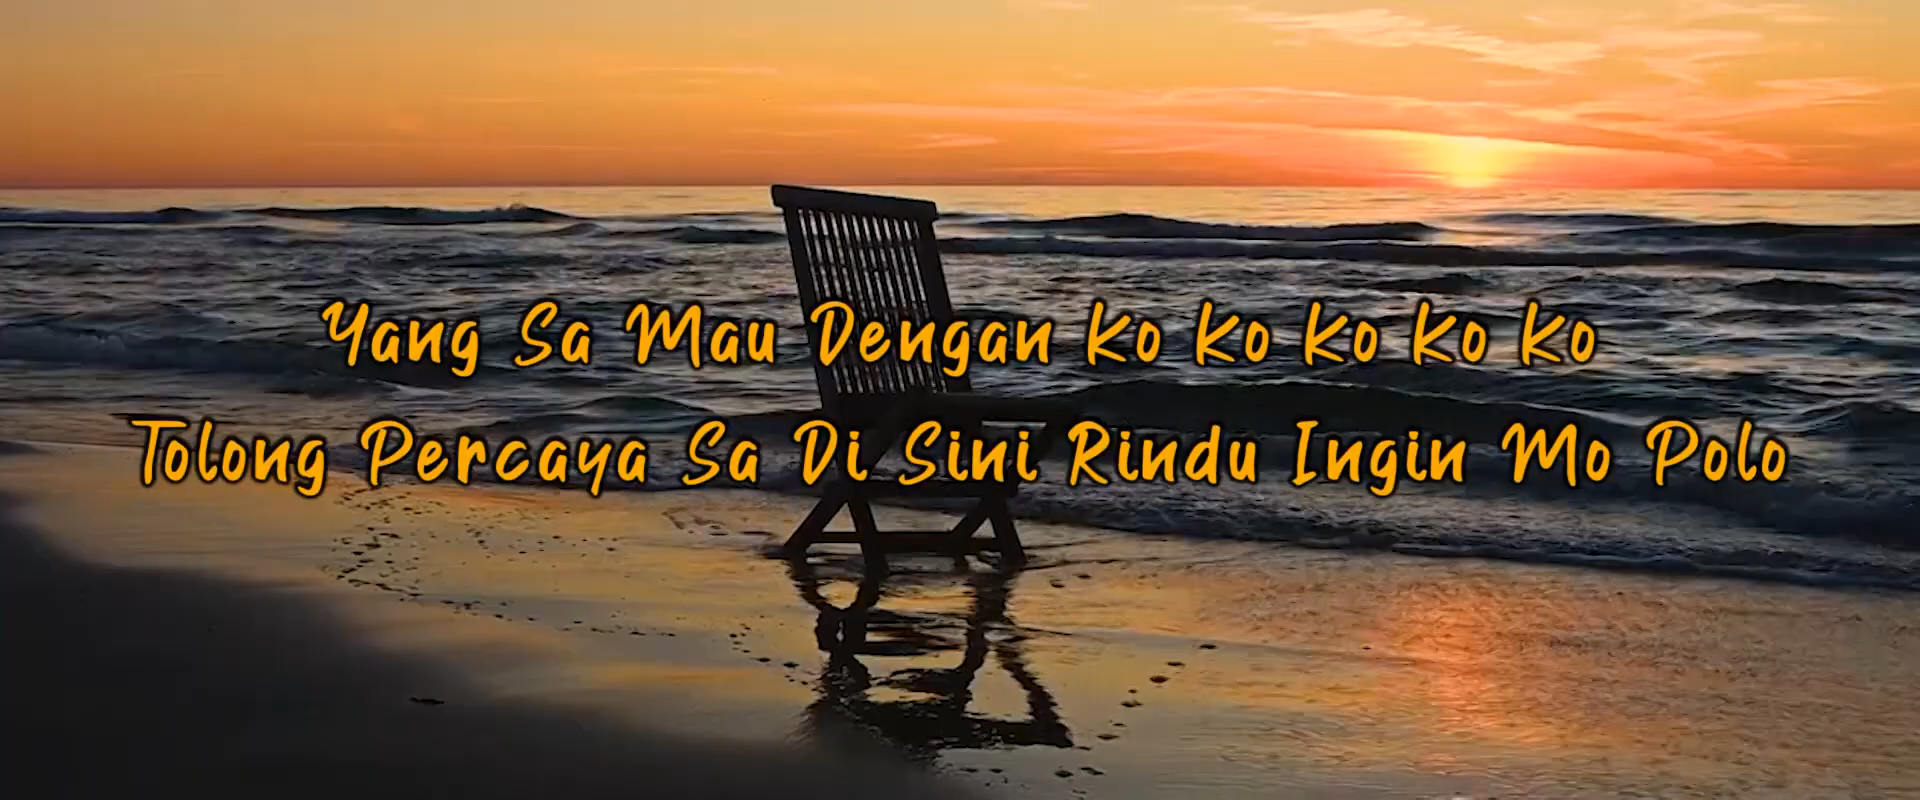 Yang Sa Mau Dengan Ko Ko Ko Ko Ko
Tolong Percaya Sa Di Sini Rindu Ingin Mo Polo